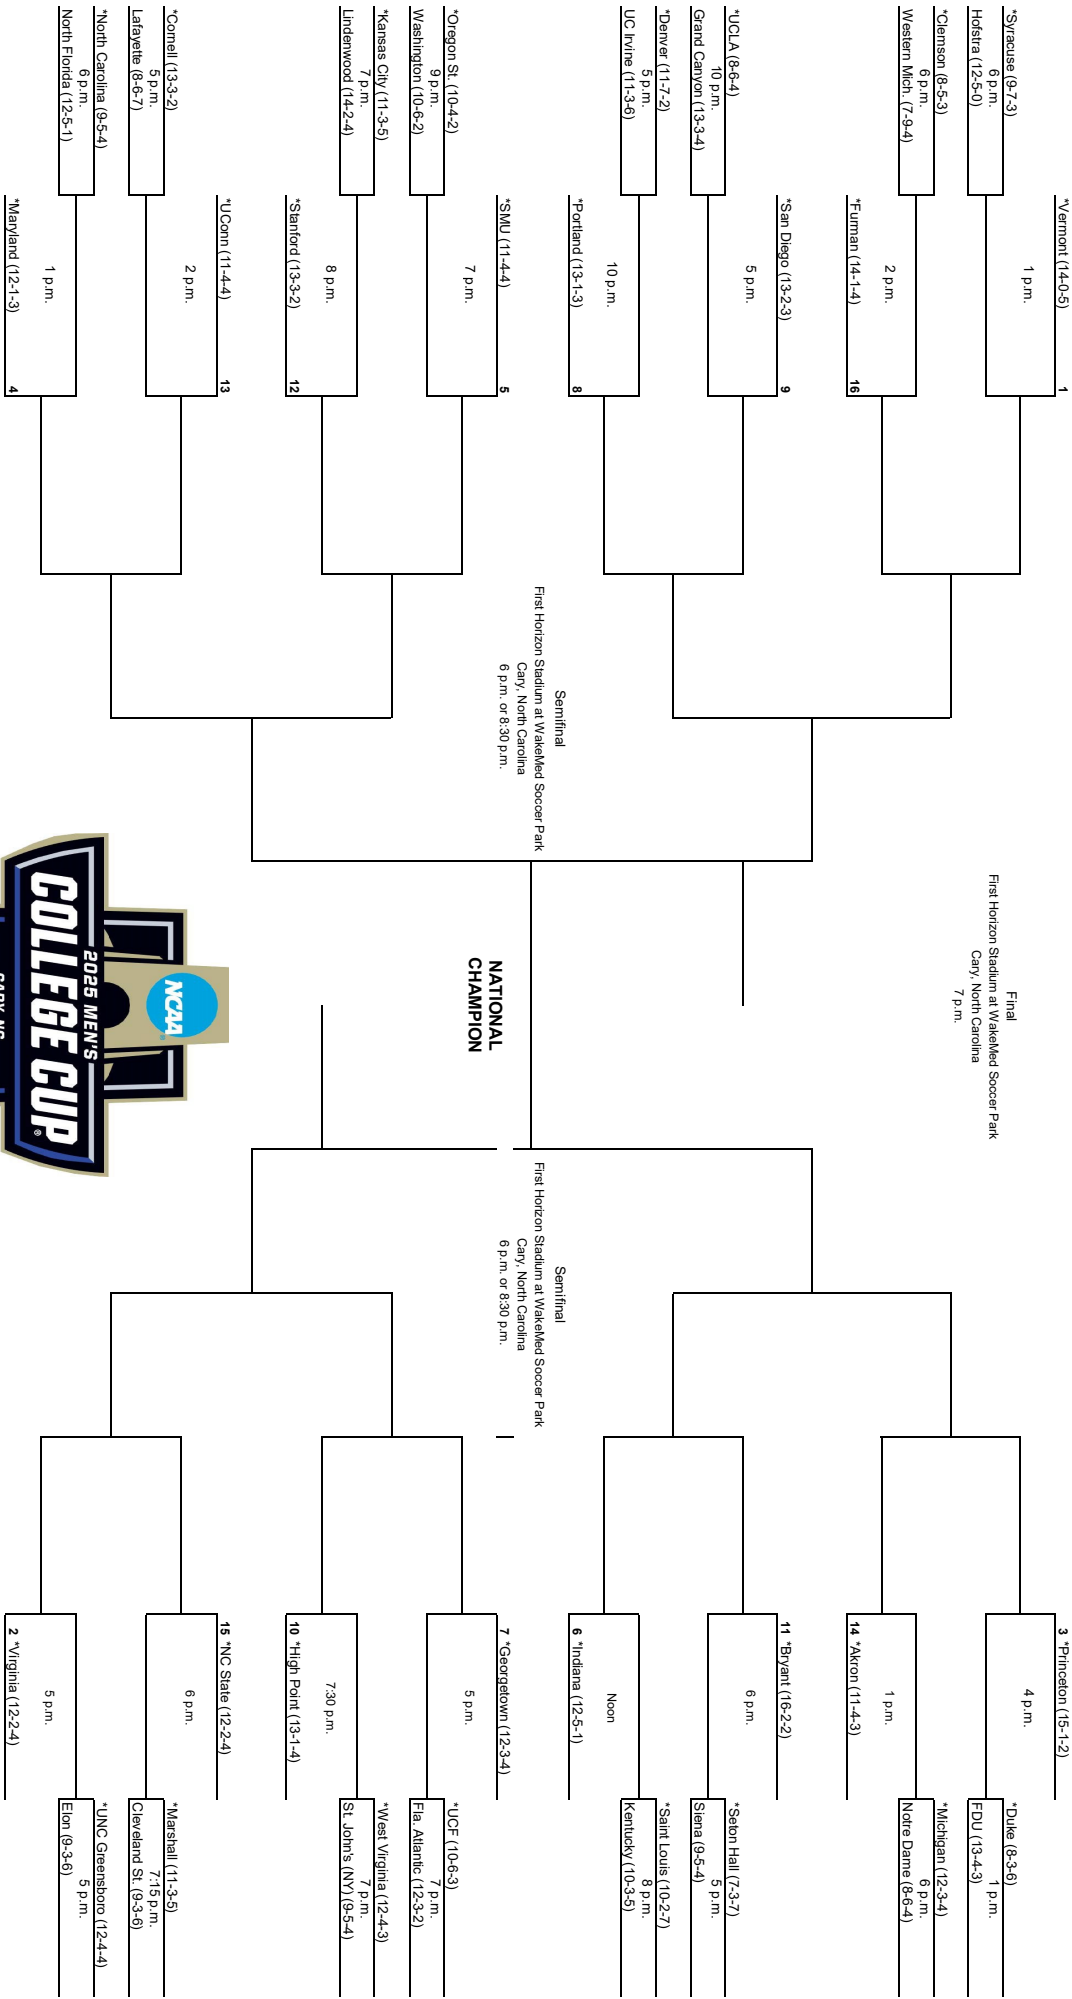 *Syracuse (9-7-3)
6 p.m.
Hofstra (12-5-0)
*Clemson (8-5-3)
6 p.m.
Western Mich. (7-9-4)
*UCLA (8-6-4)
10 p.m.
Grand Canyon (13-3-4)
*Denver (11-7-2)
5 p.m.
UC Irvine (11-3-6)
*Oregon St. (10-4-2)
9 p.m.
Washington (10-6-2)
*Kansas City (11-3-5)
7 p.m.
Lindenwood (14-2-4)
*Cornell (13-3-2)
5 p.m.
Lafayette (8-6-7)
*North Carolina (9-5-4)
6 p.m.
North Florida (12-5-1)
*Vermont (14-0-5) 1
1 p.m.
2 p.m.
*Furman (14-1-4) 16
*San Diego (13-2-3) 9
5 p.m.
10 p.m.
*Portland (13-1-3) 8
*SMU (11-4-4) 5
7 p.m.
8 p.m.
*Stanford (13-3-2) 12
*UConn (11-4-4) 13
2 p.m.
1 p.m.
*Maryland (12-1-3) 4
Semifinal
First Horizon Stadium at WakeMed Soccer Park
Cary, North Carolina
6 p.m. or 8:30 p.m.
Final
First Horizon Stadium at WakeMed Soccer Park
Cary, North Carolina
7 p.m.
NATIONAL
CHAMPION
NCAA®
2025 MEN'S
COLLEGE CUP®
CARY, NC
Semifinal
First Horizon Stadium at WakeMed Soccer Park
Cary, North Carolina
6 p.m. or 8:30 p.m.
3 *Princeton (15-1-2)
4 p.m.
1 p.m.
14 *Akron (11-4-3)
11 *Bryant (16-2-2)
6 p.m.
Noon
6 *Indiana (12-5-1)
7 *Georgetown (12-3-4)
5 p.m.
7:30 p.m.
10 *High Point (13-1-4)
15 *NC State (12-2-4)
6 p.m.
5 p.m.
2 *Virginia (12-2-4)
*Duke (8-3-6)
1 p.m.
FDU (13-4-3)
*Michigan (12-3-4)
6 p.m.
Notre Dame (8-6-4)
*Seton Hall (7-3-7)
5 p.m.
Siena (9-5-4)
*Saint Louis (10-2-7)
8 p.m.
Kentucky (10-3-5)
*UCF (10-6-3)
7 p.m.
Fla. Atlantic (12-3-2)
*West Virginia (12-4-3)
7 p.m.
St. John's (NY) (9-5-4)
*Marshall (11-3-5)
7:15 p.m.
Cleveland St. (9-3-6)
*UNC Greensboro (12-4-4)
5 p.m.
Elon (9-3-6)